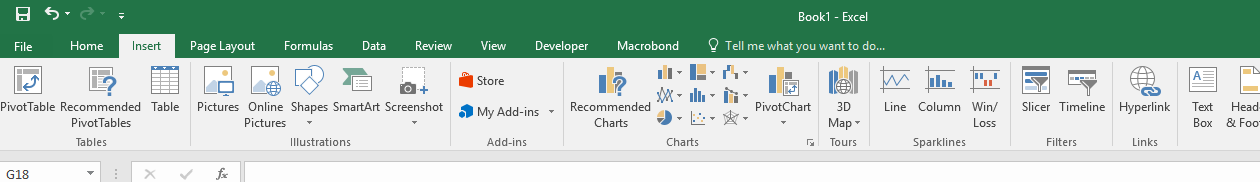 Book1 - Excel
File Home Insert Page Layout Formulas Data Review View Developer Macrobond Tell me what you want to do...
PivotTable Recommended PivotTables Table
Pictures Online Pictures Shapes SmartArt Screenshot
Store
My Add-ins
Recommended Charts PivotChart
3D Map
Line Column Win/ Loss
Slicer Timeline
Hyperlink
Text Box
Tables Illustrations Add-ins Charts Tours Sparklines Filters Links
G18 fx